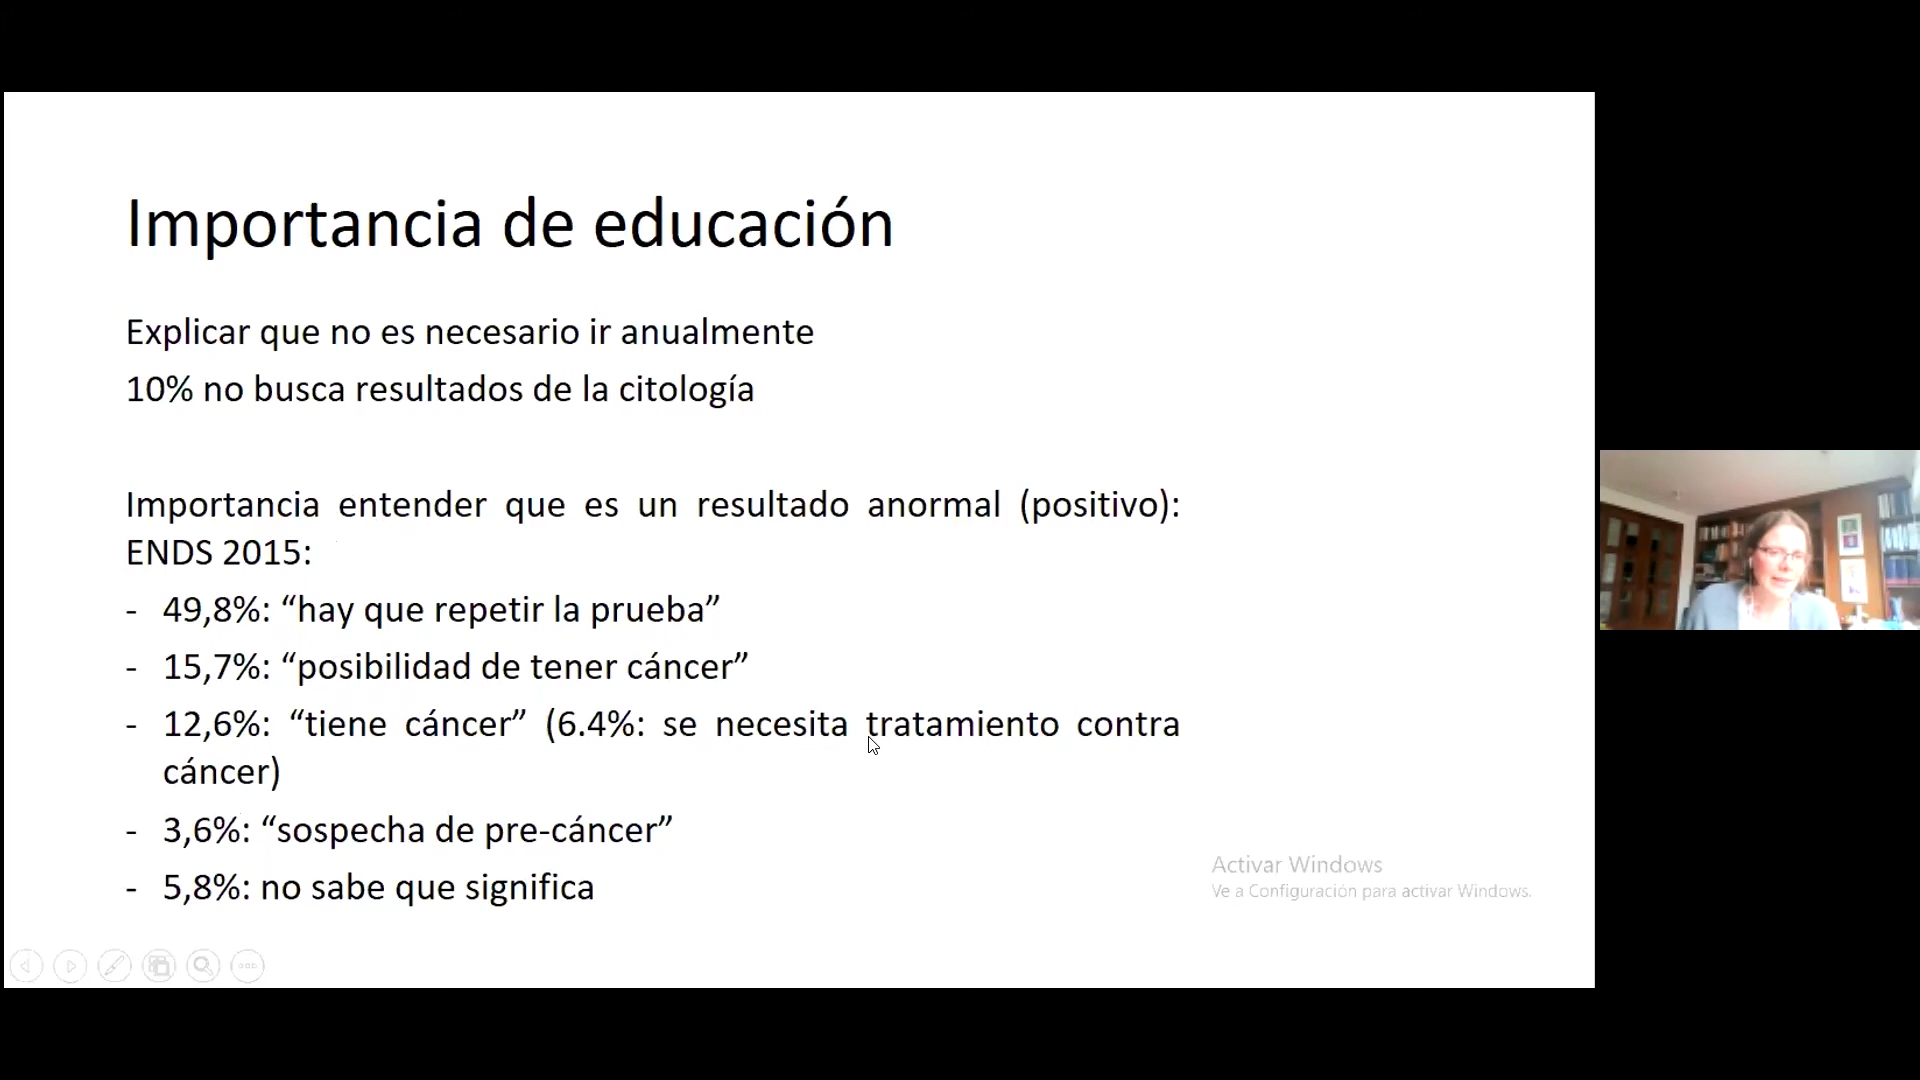 Importancia de educación
Explicar que no es necesario ir anualmente
10% no busca resultados de la citología
Importancia entender que es un resultado anormal (positivo):
ENDS 2015:
- 49,8%: “hay que repetir la prueba”
- 15,7%: “posibilidad de tener cáncer”
- 12,6%: “tiene cáncer” (6.4%: se necesita tratamiento contra
cáncer)
- 3,6%: “sospecha de pre-cáncer”
- 5,8%: no sabe que significa
Activar Windows
Ve a Configuración para activar Windows.